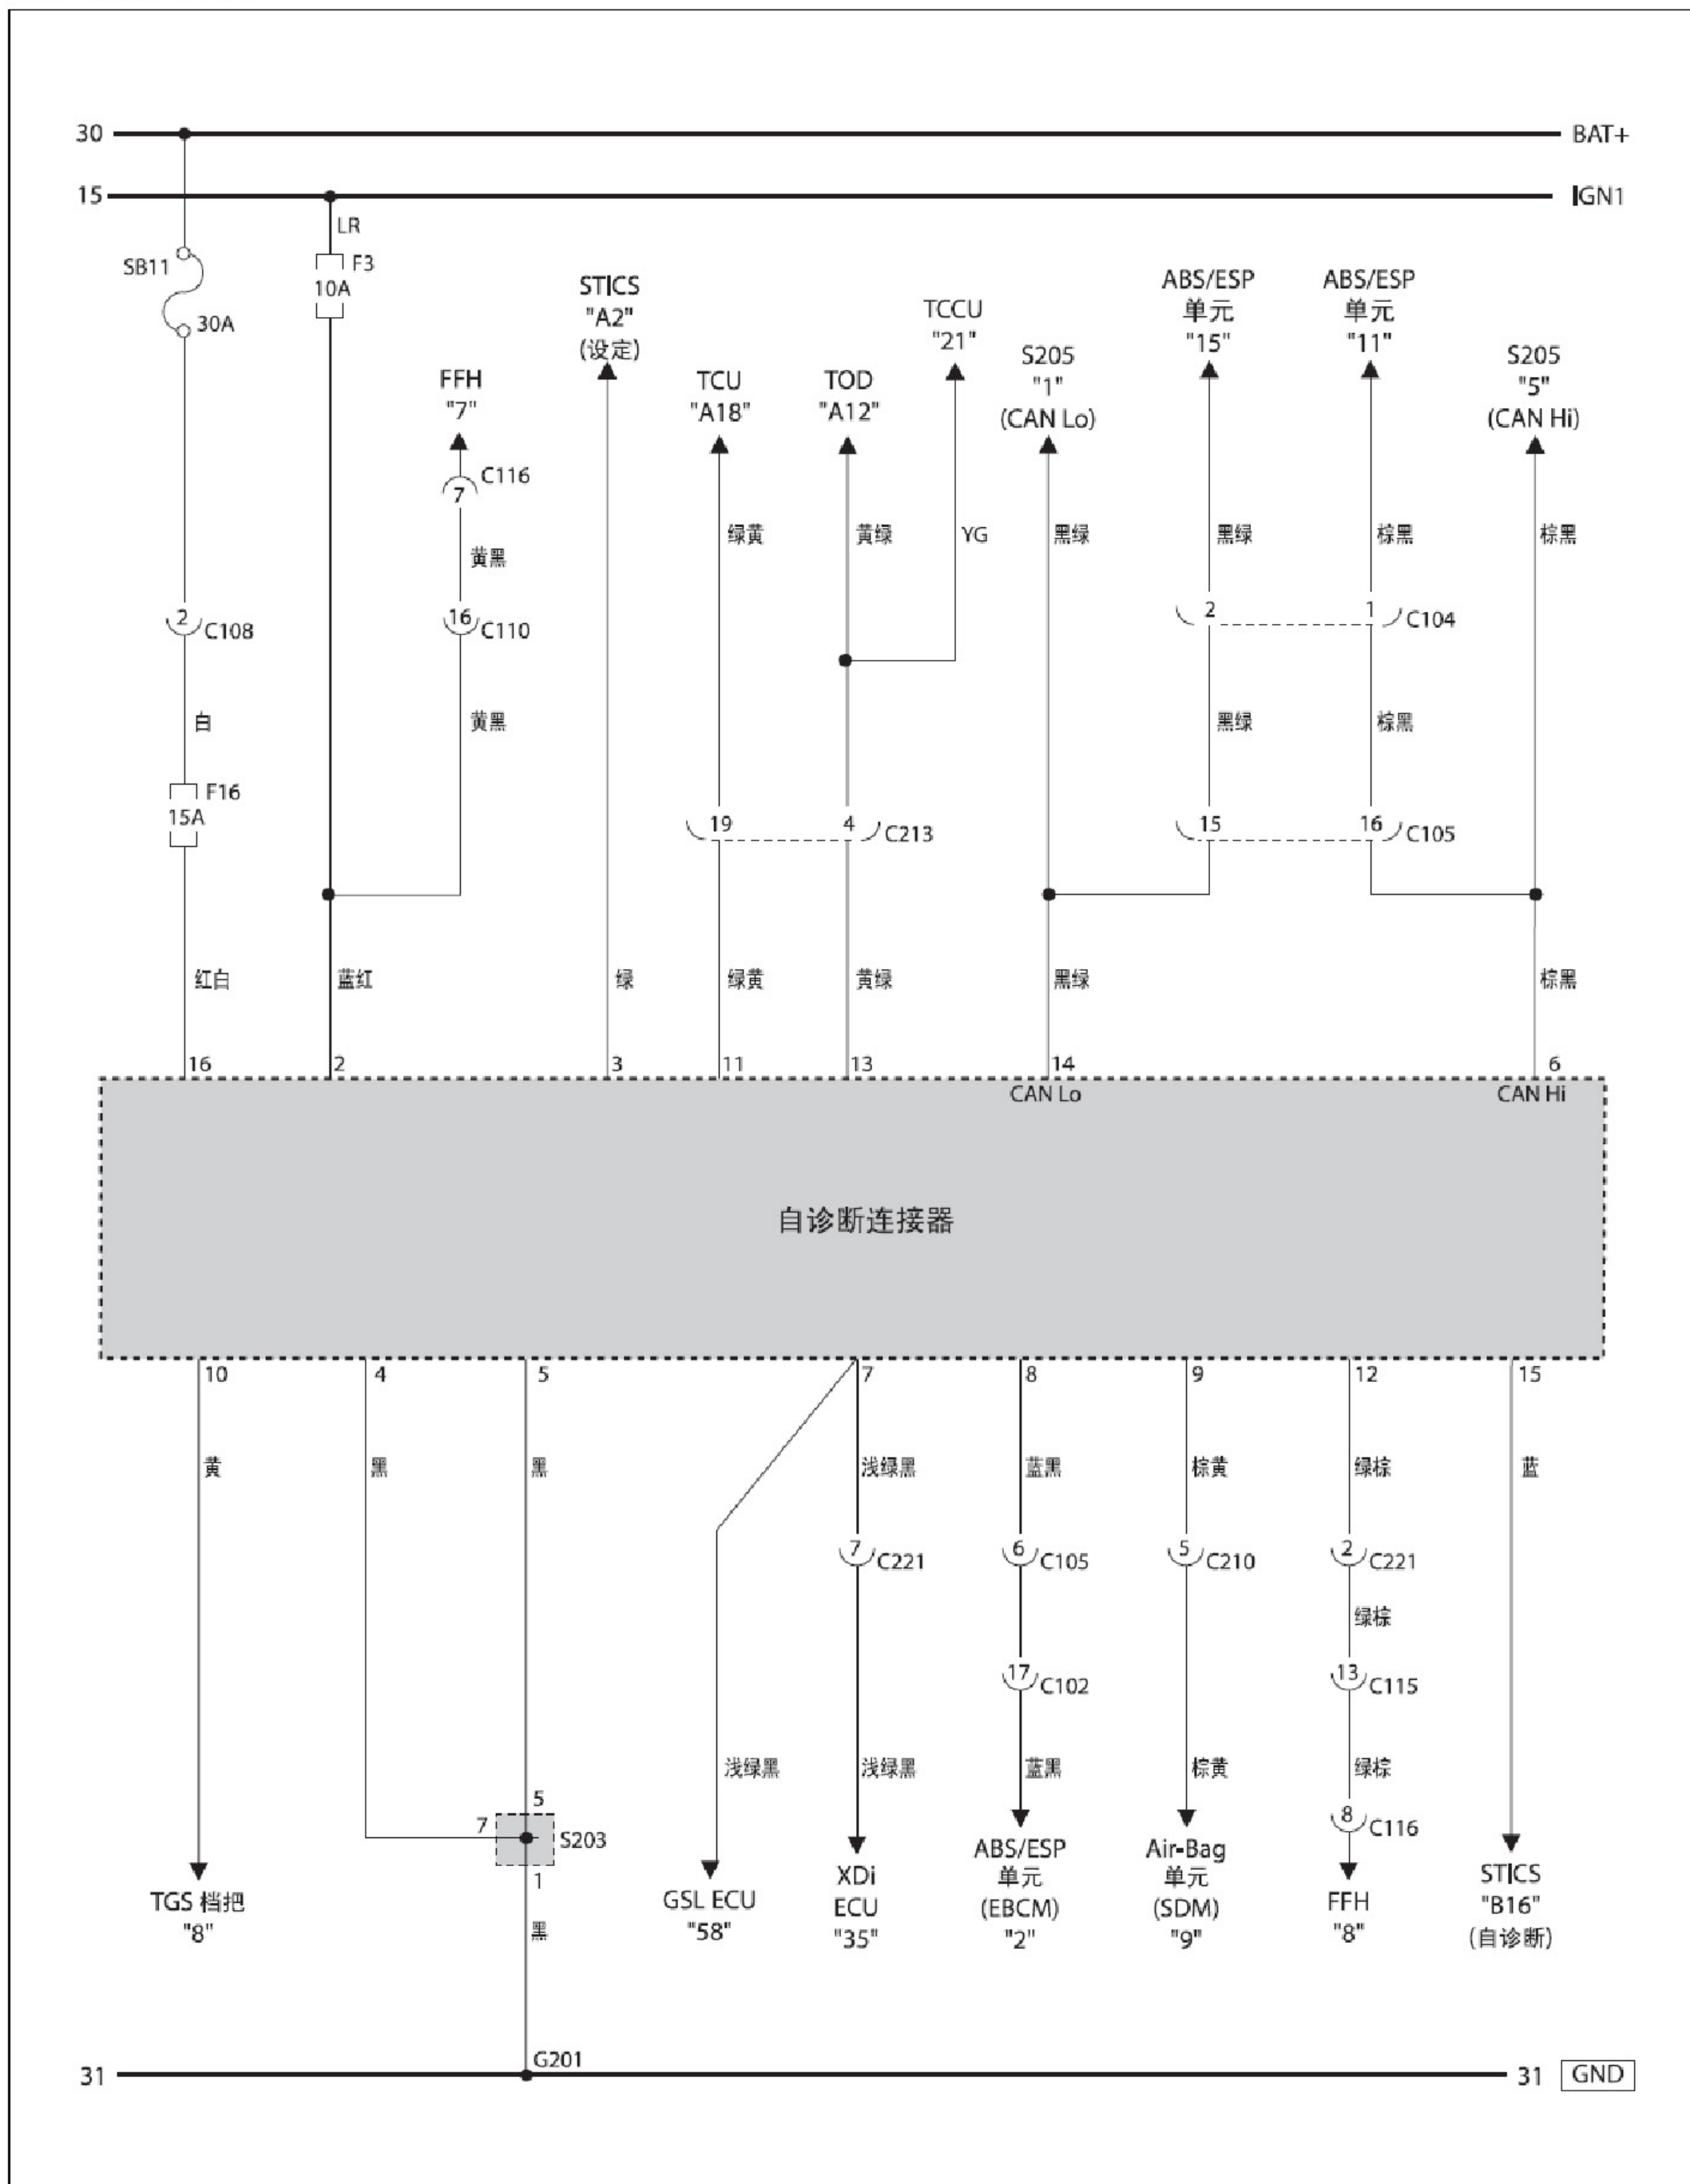 30
BAT+
15
IGN1
LR
SB11
30A
F3
10A
STICS
"A2"
(设定)
TCCU
"21"
ABS/ESP
单元
"15"
ABS/ESP
单元
"11"
FFH
"7"
TCU
"A18"
TOD
"A12"
S205
"1"
(CAN Lo)
S205
"5"
(CAN Hi)
C116
7
黄黑
绿黄
黄绿
YG
黑绿
黑绿
棕黑
棕黑
2
C108
16
C110
2
1
C104
白
黄黑
黑绿
棕黑
F16
15A
19
4
C213
15
16
C105
红白
蓝红
绿
绿黄
黄绿
黑绿
棕黑
16
2
3
11
13
14
6
CAN Lo
CAN Hi
自诊断连接器
10
4
5
7
8
9
12
15
黄
黑
黑
浅绿黑
蓝黑
棕黄
绿棕
蓝
7
C221
6
C105
5
C210
2
C221
绿棕
17
C102
13
C115
浅绿黑
浅绿黑
蓝黑
棕黄
绿棕
5
7
S203
1
8
C116
TGS 档把
"8"
黑
GSL ECU
"58"
XDi
ECU
"35"
ABS/ESP
单元
(EBCM)
"2"
Air-Bag
单元
(SDM)
"9"
FFH
"8"
STICS
"B16"
(自诊断)
G201
31
31
GND